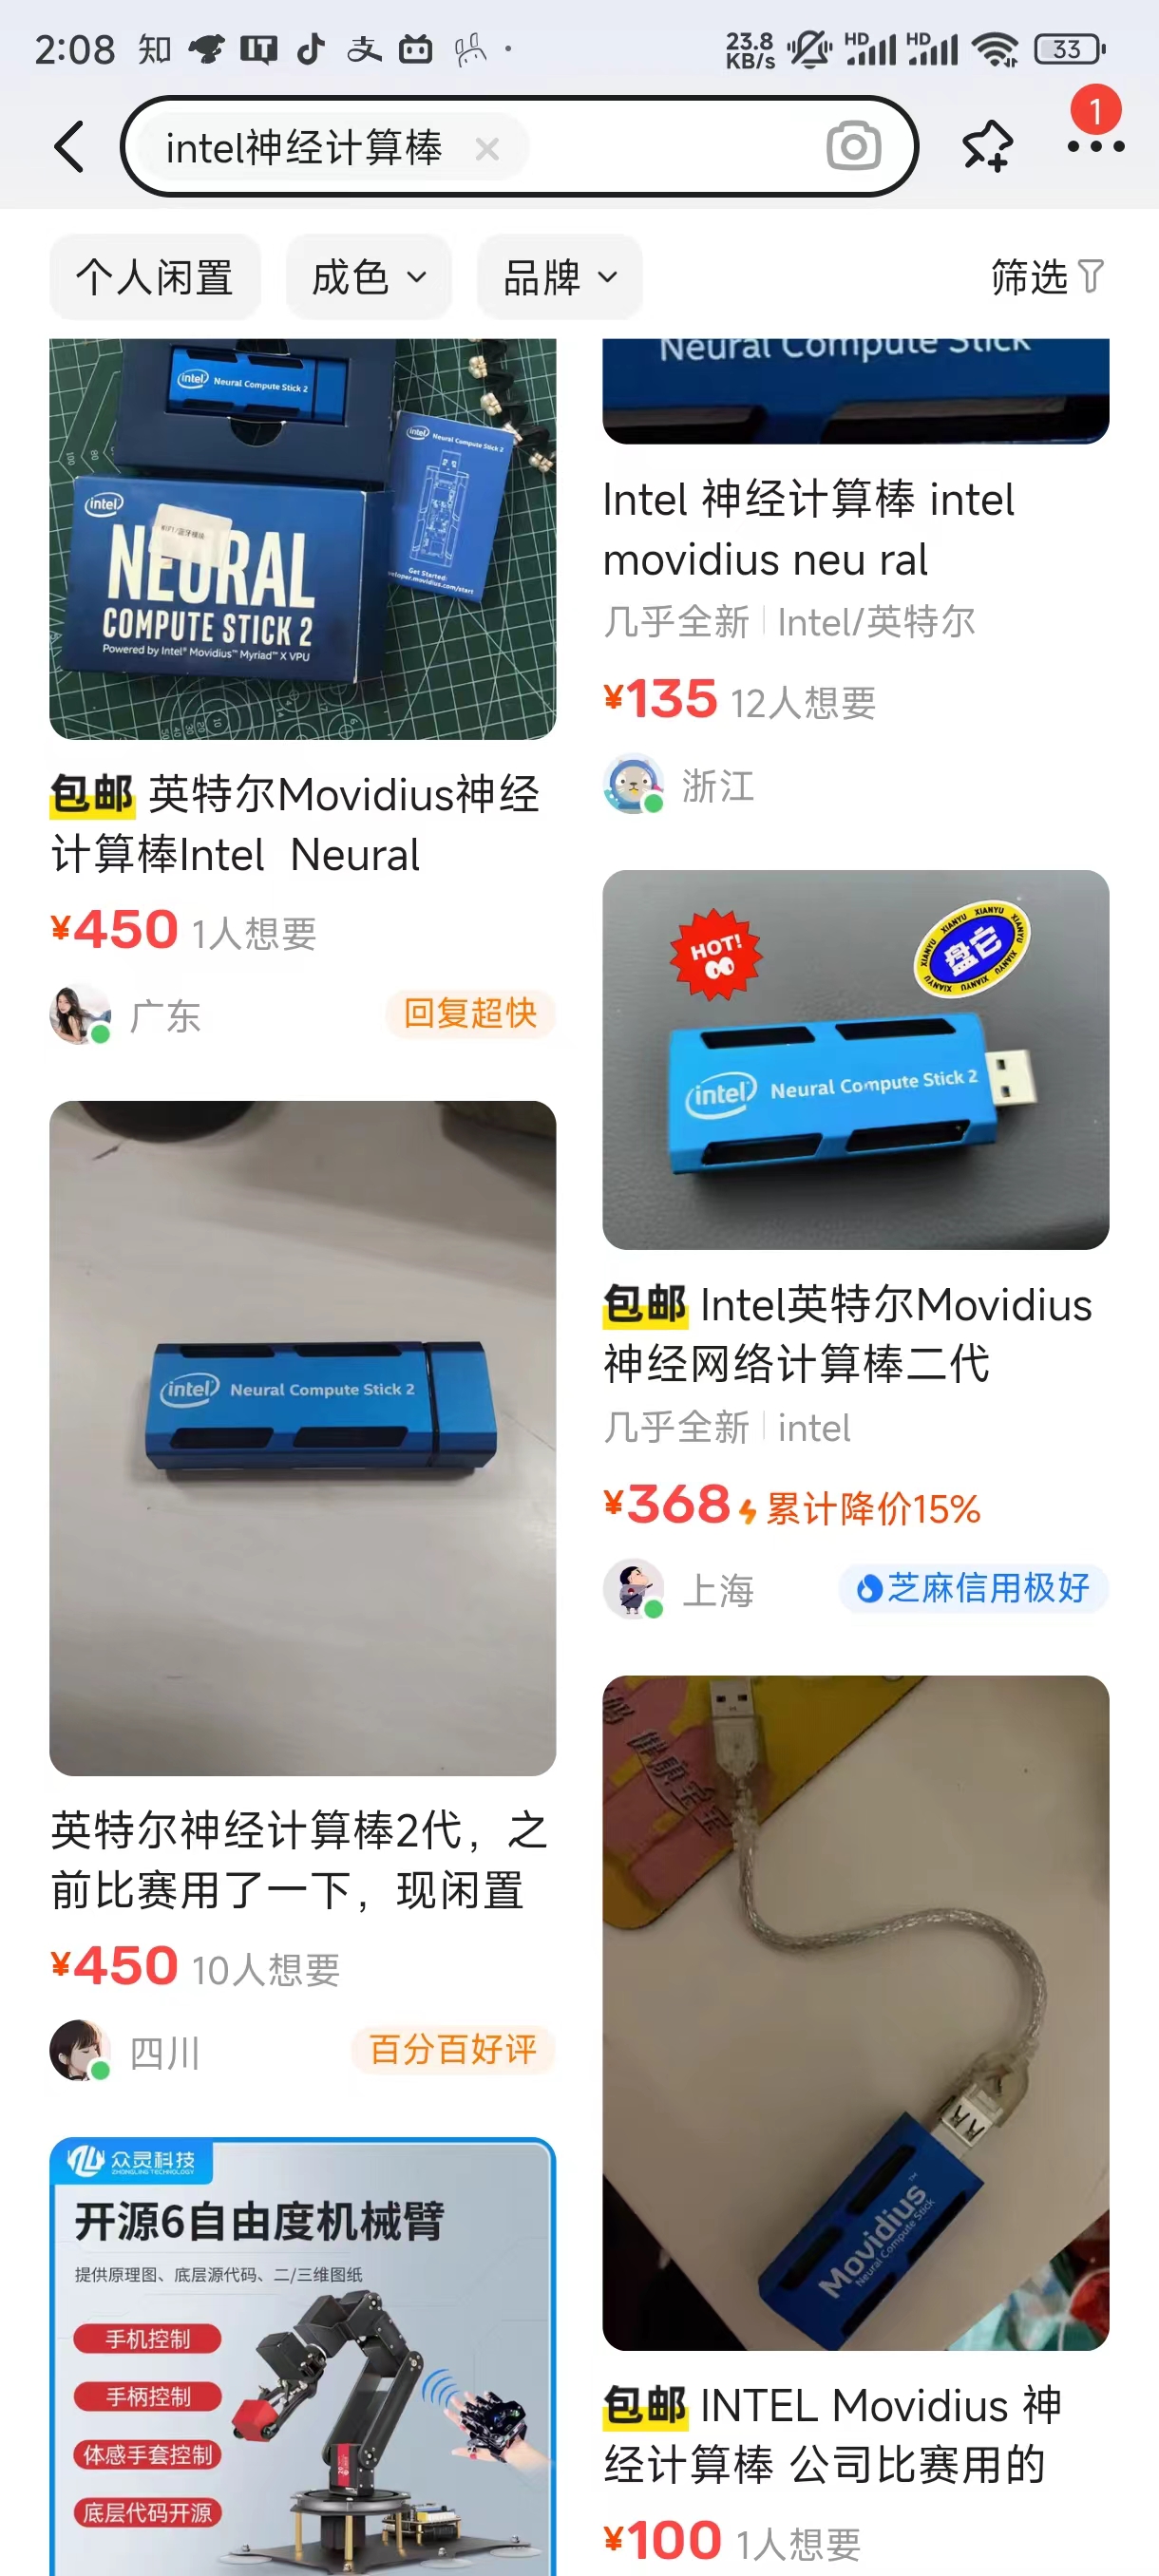 2:08 知 IT 支
23.8 KB/s HD HD 33
intel神经计算棒
1
个人闲置 成色 品牌 筛选
intel Neural Compute Stick 2
intel Neural Compute Stick 2
intel
NEURAL
COMPUTE STICK 2
Powered by Intel® Movidius™ Myriad™ X VPU
Get Started:
包邮 英特尔Movidius神经
计算棒Intel Neural
¥450 1人想要
广东 回复超快
intel Neural Compute Stick 2
英特尔神经计算棒2代，之
前比赛用了一下，现闲置
¥450 10人想要
四川 百分百好评
众灵科技
ZHONGLING TECHNOLOGY
开源6自由度机械臂
提供原理图、底层源代码、二/三维图纸
手机控制
手柄控制
体感手套控制
底层代码开源
Neural Compute Stick
Intel 神经计算棒 intel
movidius neu ral
几乎全新 Intel/英特尔
¥135 12人想要
浙江
HOT!
XIANYU XIANYU XIANYU XIANYU
盘它
intel Neural Compute Stick 2
包邮 Intel英特尔Movidius
神经网络计算棒二代
几乎全新 intel
¥368 累计降价15%
上海 芝麻信用极好
Movidius™
Neural Compute Stick
包邮 INTEL Movidius 神
经计算棒 公司比赛用的
¥100 1人想要